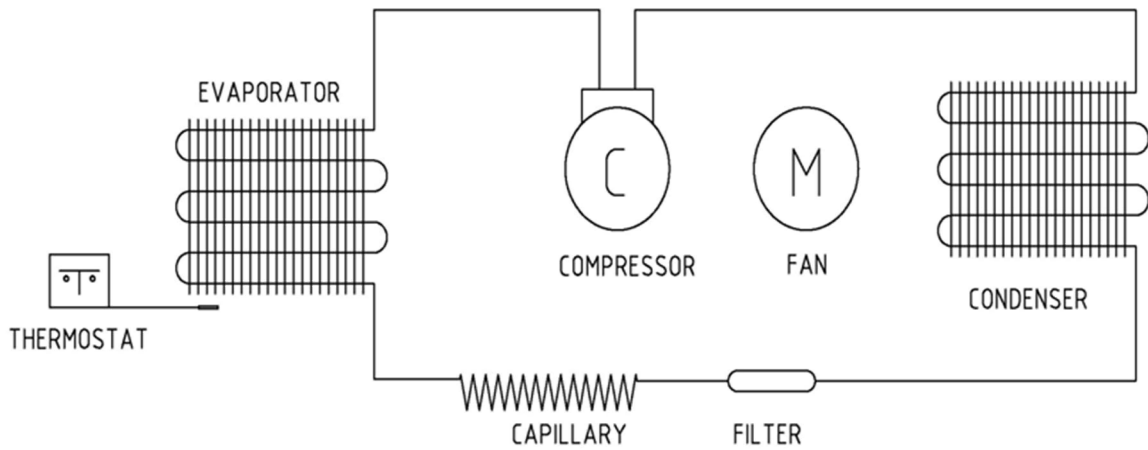 EVAPORATOR
C
M
COMPRESSOR
FAN
CONDENSER
THERMOSTAT
CAPILLARY
FILTER